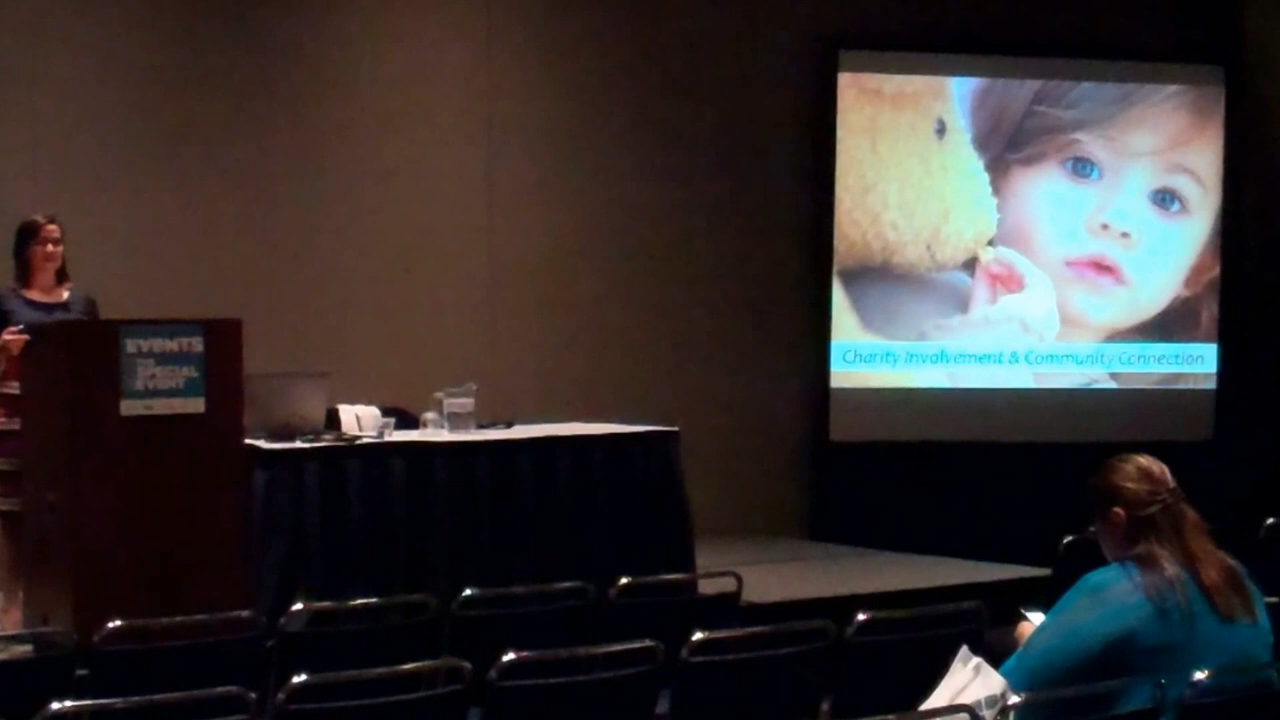 EVENTS
THE
SPECIAL
EVENT
Charity Involvement & Community Connection